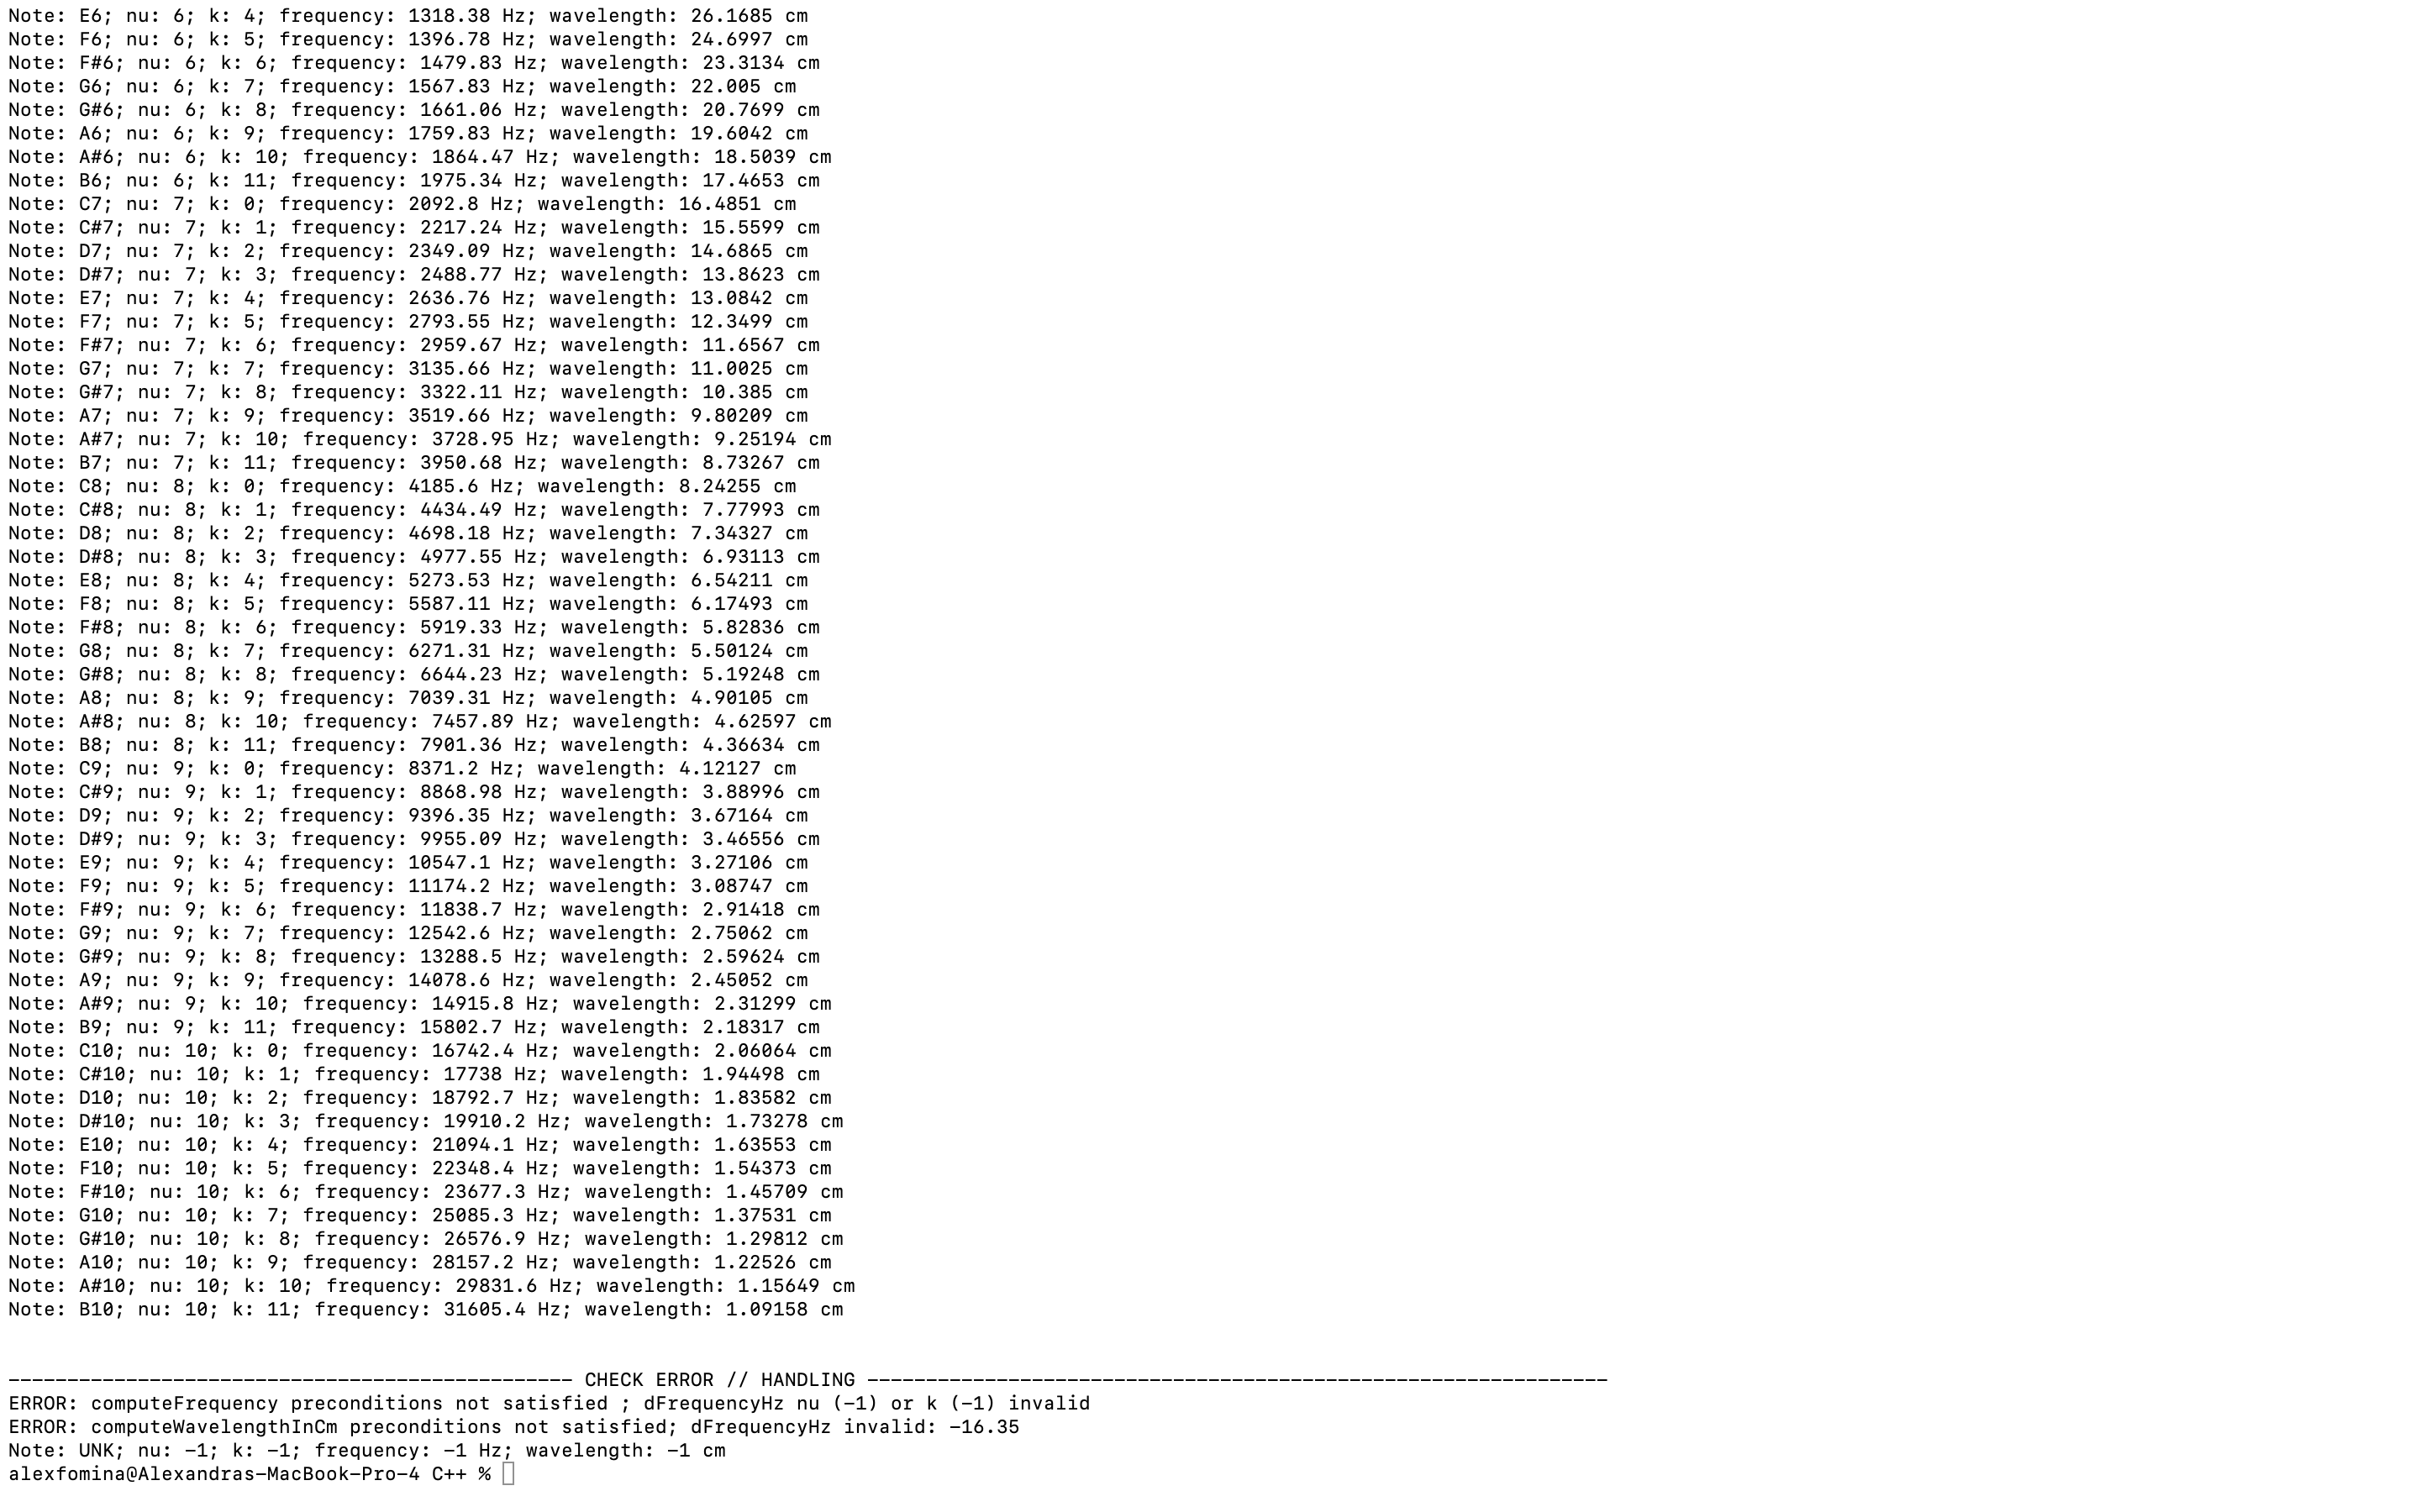 Note: E6; nu: 6; k: 4; frequency: 1318.38 Hz; wavelength: 26.1685 cm
Note: F6; nu: 6; k: 5; frequency: 1396.78 Hz; wavelength: 24.6997 cm
Note: F#6; nu: 6; k: 6; frequency: 1479.83 Hz; wavelength: 23.3134 cm
Note: G6; nu: 6; k: 7; frequency: 1567.83 Hz; wavelength: 22.005 cm
Note: G#6; nu: 6; k: 8; frequency: 1661.06 Hz; wavelength: 20.7699 cm
Note: A6; nu: 6; k: 9; frequency: 1759.83 Hz; wavelength: 19.6042 cm
Note: A#6; nu: 6; k: 10; frequency: 1864.47 Hz; wavelength: 18.5039 cm
Note: B6; nu: 6; k: 11; frequency: 1975.34 Hz; wavelength: 17.4653 cm
Note: C7; nu: 7; k: 0; frequency: 2092.8 Hz; wavelength: 16.4851 cm
Note: C#7; nu: 7; k: 1; frequency: 2217.24 Hz; wavelength: 15.5599 cm
Note: D7; nu: 7; k: 2; frequency: 2349.09 Hz; wavelength: 14.6865 cm
Note: D#7; nu: 7; k: 3; frequency: 2488.77 Hz; wavelength: 13.8623 cm
Note: E7; nu: 7; k: 4; frequency: 2636.76 Hz; wavelength: 13.0842 cm
Note: F7; nu: 7; k: 5; frequency: 2793.55 Hz; wavelength: 12.3499 cm
Note: F#7; nu: 7; k: 6; frequency: 2959.67 Hz; wavelength: 11.6567 cm
Note: G7; nu: 7; k: 7; frequency: 3135.66 Hz; wavelength: 11.0025 cm
Note: G#7; nu: 7; k: 8; frequency: 3322.11 Hz; wavelength: 10.385 cm
Note: A7; nu: 7; k: 9; frequency: 3519.66 Hz; wavelength: 9.80209 cm
Note: A#7; nu: 7; k: 10; frequency: 3728.95 Hz; wavelength: 9.25194 cm
Note: B7; nu: 7; k: 11; frequency: 3950.68 Hz; wavelength: 8.73267 cm
Note: C8; nu: 8; k: 0; frequency: 4185.6 Hz; wavelength: 8.24255 cm
Note: C#8; nu: 8; k: 1; frequency: 4434.49 Hz; wavelength: 7.77993 cm
Note: D8; nu: 8; k: 2; frequency: 4698.18 Hz; wavelength: 7.34327 cm
Note: D#8; nu: 8; k: 3; frequency: 4977.55 Hz; wavelength: 6.93113 cm
Note: E8; nu: 8; k: 4; frequency: 5273.53 Hz; wavelength: 6.54211 cm
Note: F8; nu: 8; k: 5; frequency: 5587.11 Hz; wavelength: 6.17493 cm
Note: F#8; nu: 8; k: 6; frequency: 5919.33 Hz; wavelength: 5.82836 cm
Note: G8; nu: 8; k: 7; frequency: 6271.31 Hz; wavelength: 5.50124 cm
Note: G#8; nu: 8; k: 8; frequency: 6644.23 Hz; wavelength: 5.19248 cm
Note: A8; nu: 8; k: 9; frequency: 7039.31 Hz; wavelength: 4.90105 cm
Note: A#8; nu: 8; k: 10; frequency: 7457.89 Hz; wavelength: 4.62597 cm
Note: B8; nu: 8; k: 11; frequency: 7901.36 Hz; wavelength: 4.36634 cm
Note: C9; nu: 9; k: 0; frequency: 8371.2 Hz; wavelength: 4.12127 cm
Note: C#9; nu: 9; k: 1; frequency: 8868.98 Hz; wavelength: 3.88996 cm
Note: D9; nu: 9; k: 2; frequency: 9396.35 Hz; wavelength: 3.67164 cm
Note: D#9; nu: 9; k: 3; frequency: 9955.09 Hz; wavelength: 3.46556 cm
Note: E9; nu: 9; k: 4; frequency: 10547.1 Hz; wavelength: 3.27106 cm
Note: F9; nu: 9; k: 5; frequency: 11174.2 Hz; wavelength: 3.08747 cm
Note: F#9; nu: 9; k: 6; frequency: 11838.7 Hz; wavelength: 2.91418 cm
Note: G9; nu: 9; k: 7; frequency: 12542.6 Hz; wavelength: 2.75062 cm
Note: G#9; nu: 9; k: 8; frequency: 13288.5 Hz; wavelength: 2.59624 cm
Note: A9; nu: 9; k: 9; frequency: 14078.6 Hz; wavelength: 2.45052 cm
Note: A#9; nu: 9; k: 10; frequency: 14915.8 Hz; wavelength: 2.31299 cm
Note: B9; nu: 9; k: 11; frequency: 15802.7 Hz; wavelength: 2.18317 cm
Note: C10; nu: 10; k: 0; frequency: 16742.4 Hz; wavelength: 2.06064 cm
Note: C#10; nu: 10; k: 1; frequency: 17738 Hz; wavelength: 1.94498 cm
Note: D10; nu: 10; k: 2; frequency: 18792.7 Hz; wavelength: 1.83582 cm
Note: D#10; nu: 10; k: 3; frequency: 19910.2 Hz; wavelength: 1.73278 cm
Note: E10; nu: 10; k: 4; frequency: 21094.1 Hz; wavelength: 1.63553 cm
Note: F10; nu: 10; k: 5; frequency: 22348.4 Hz; wavelength: 1.54373 cm
Note: F#10; nu: 10; k: 6; frequency: 23677.3 Hz; wavelength: 1.45709 cm
Note: G10; nu: 10; k: 7; frequency: 25085.3 Hz; wavelength: 1.37531 cm
Note: G#10; nu: 10; k: 8; frequency: 26576.9 Hz; wavelength: 1.29812 cm
Note: A10; nu: 10; k: 9; frequency: 28157.2 Hz; wavelength: 1.22526 cm
Note: A#10; nu: 10; k: 10; frequency: 29831.6 Hz; wavelength: 1.15649 cm
Note: B10; nu: 10; k: 11; frequency: 31605.4 Hz; wavelength: 1.09158 cm
------------------------------------------------ CHECK ERROR // HANDLING ---------------------------------------------------------------
ERROR: computeFrequency preconditions not satisfied ; dFrequencyHz nu (-1) or k (-1) invalid
ERROR: computeWavelengthInCm preconditions not satisfied; dFrequencyHz invalid: -16.35
Note: UNK; nu: -1; k: -1; frequency: -1 Hz; wavelength: -1 cm
alexfomina@Alexandras-MacBook-Pro-4 C++ %